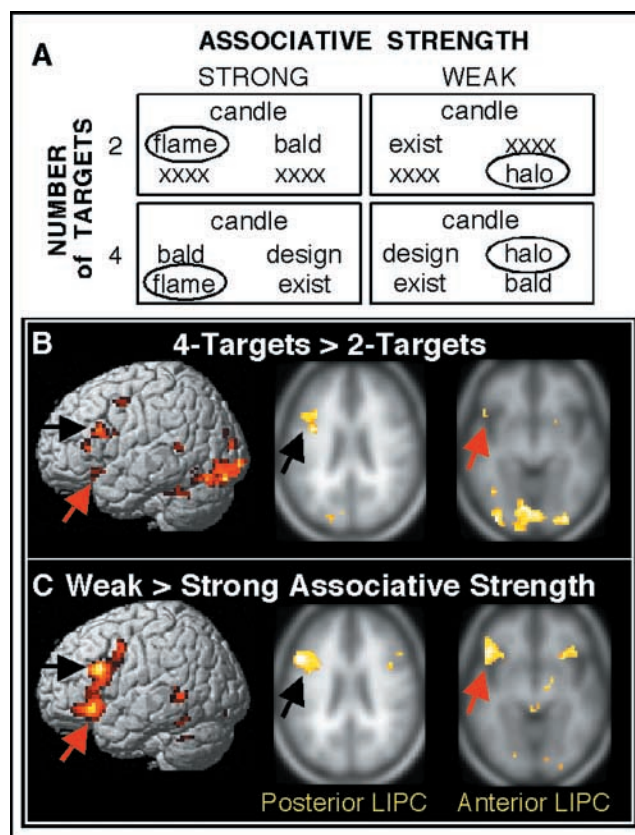 A
ASSOCIATIVE STRENGTH
STRONG WEAK
NUMBER
of TARGETS
2
candle
flame bald
xxxx xxxx
candle
exist xxxx
xxxx halo
4
candle
bald design
flame exist
candle
design halo
exist bald
B 4-Targets > 2-Targets
C Weak > Strong Associative Strength
Posterior LIPC Anterior LIPC